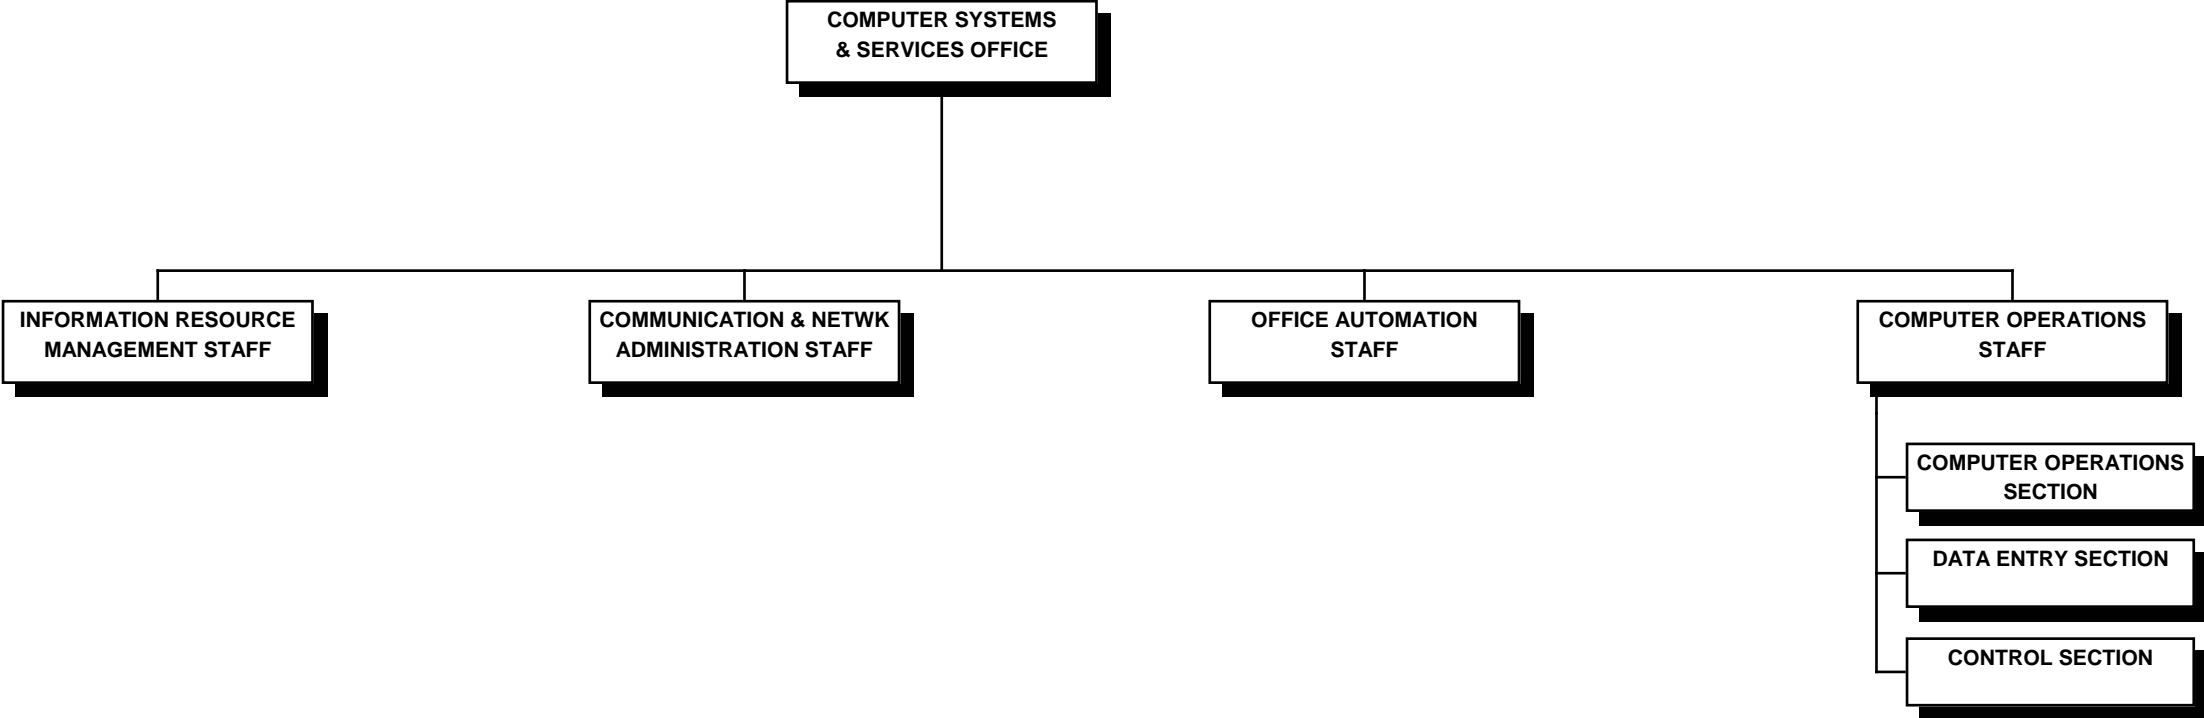 COMPUTER SYSTEMS
& SERVICES OFFICE
INFORMATION RESOURCE
MANAGEMENT STAFF
COMMUNICATION & NETWK
ADMINISTRATION STAFF
OFFICE AUTOMATION
STAFF
COMPUTER OPERATIONS
STAFF
COMPUTER OPERATIONS
SECTION
DATA ENTRY SECTION
CONTROL SECTION